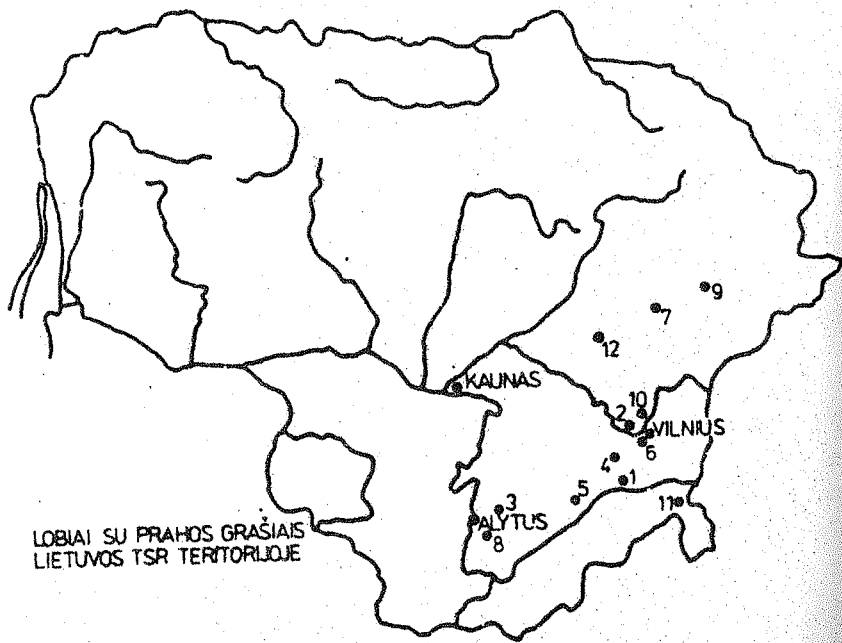 9
7
12
KAUNAS
10
2
VILNIUS
6
4
1
5
3
11
ALYTUS
8
LOBIAI SU PRAHOS GRAŠIAIS
LIETUVOS TSR TERITORIJOJE